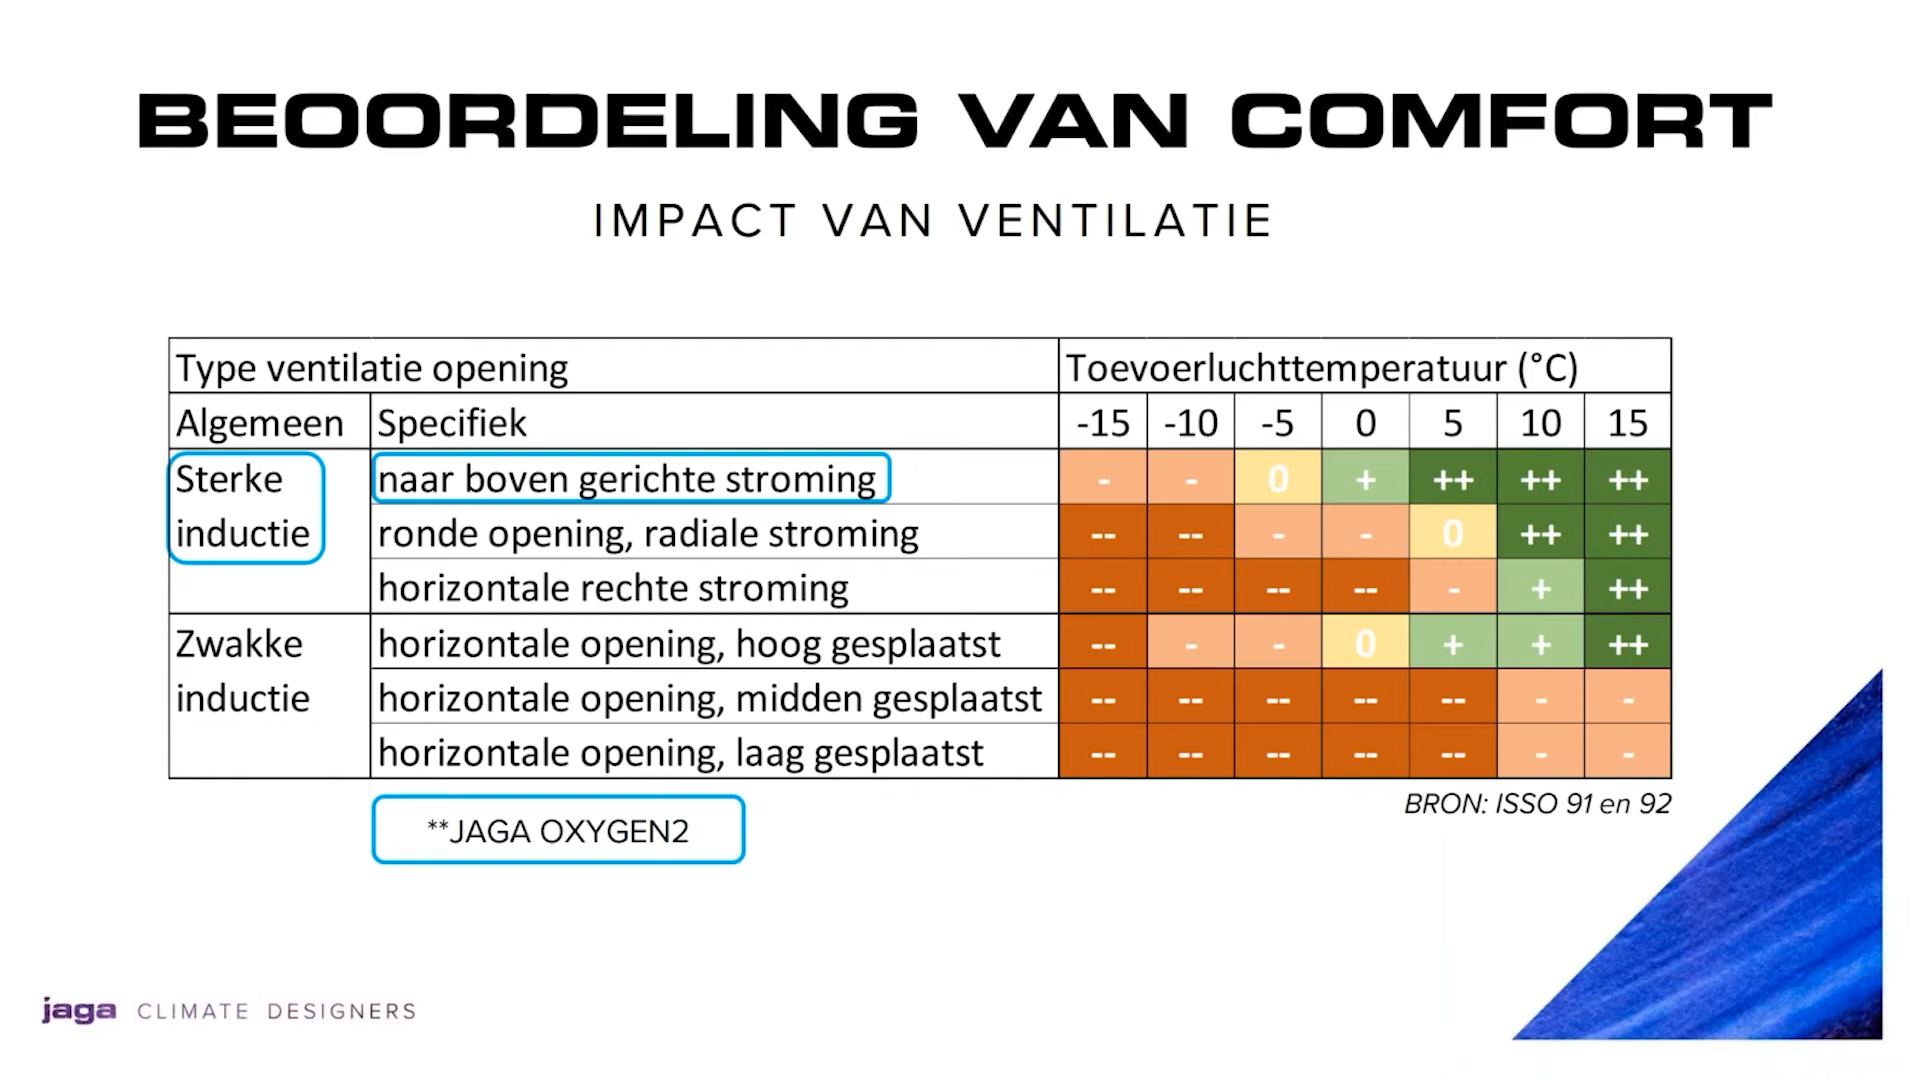 BEOORDELING VAN COMFORT
IMPACT VAN VENTILATIE
Type ventilatie opening Toevoerluchttemperatuur (°C)
Algemeen Specifiek -15 -10 -5 0 5 10 15
Sterke naar boven gerichte stroming - - 0 + ++ ++ ++
inductie ronde opening, radiale stroming -- -- - - 0 ++ ++
horizontale rechte stroming -- -- -- -- - + ++
Zwakke horizontale opening, hoog gesplaatst -- - - 0 + + ++
inductie horizontale opening, midden gesplaatst -- -- -- -- -- - -
horizontale opening, laag gesplaatst -- -- -- -- -- - -
BRON: ISSO 91 en 92
**JAGA OXYGEN2
jaga CLIMATE DESIGNERS